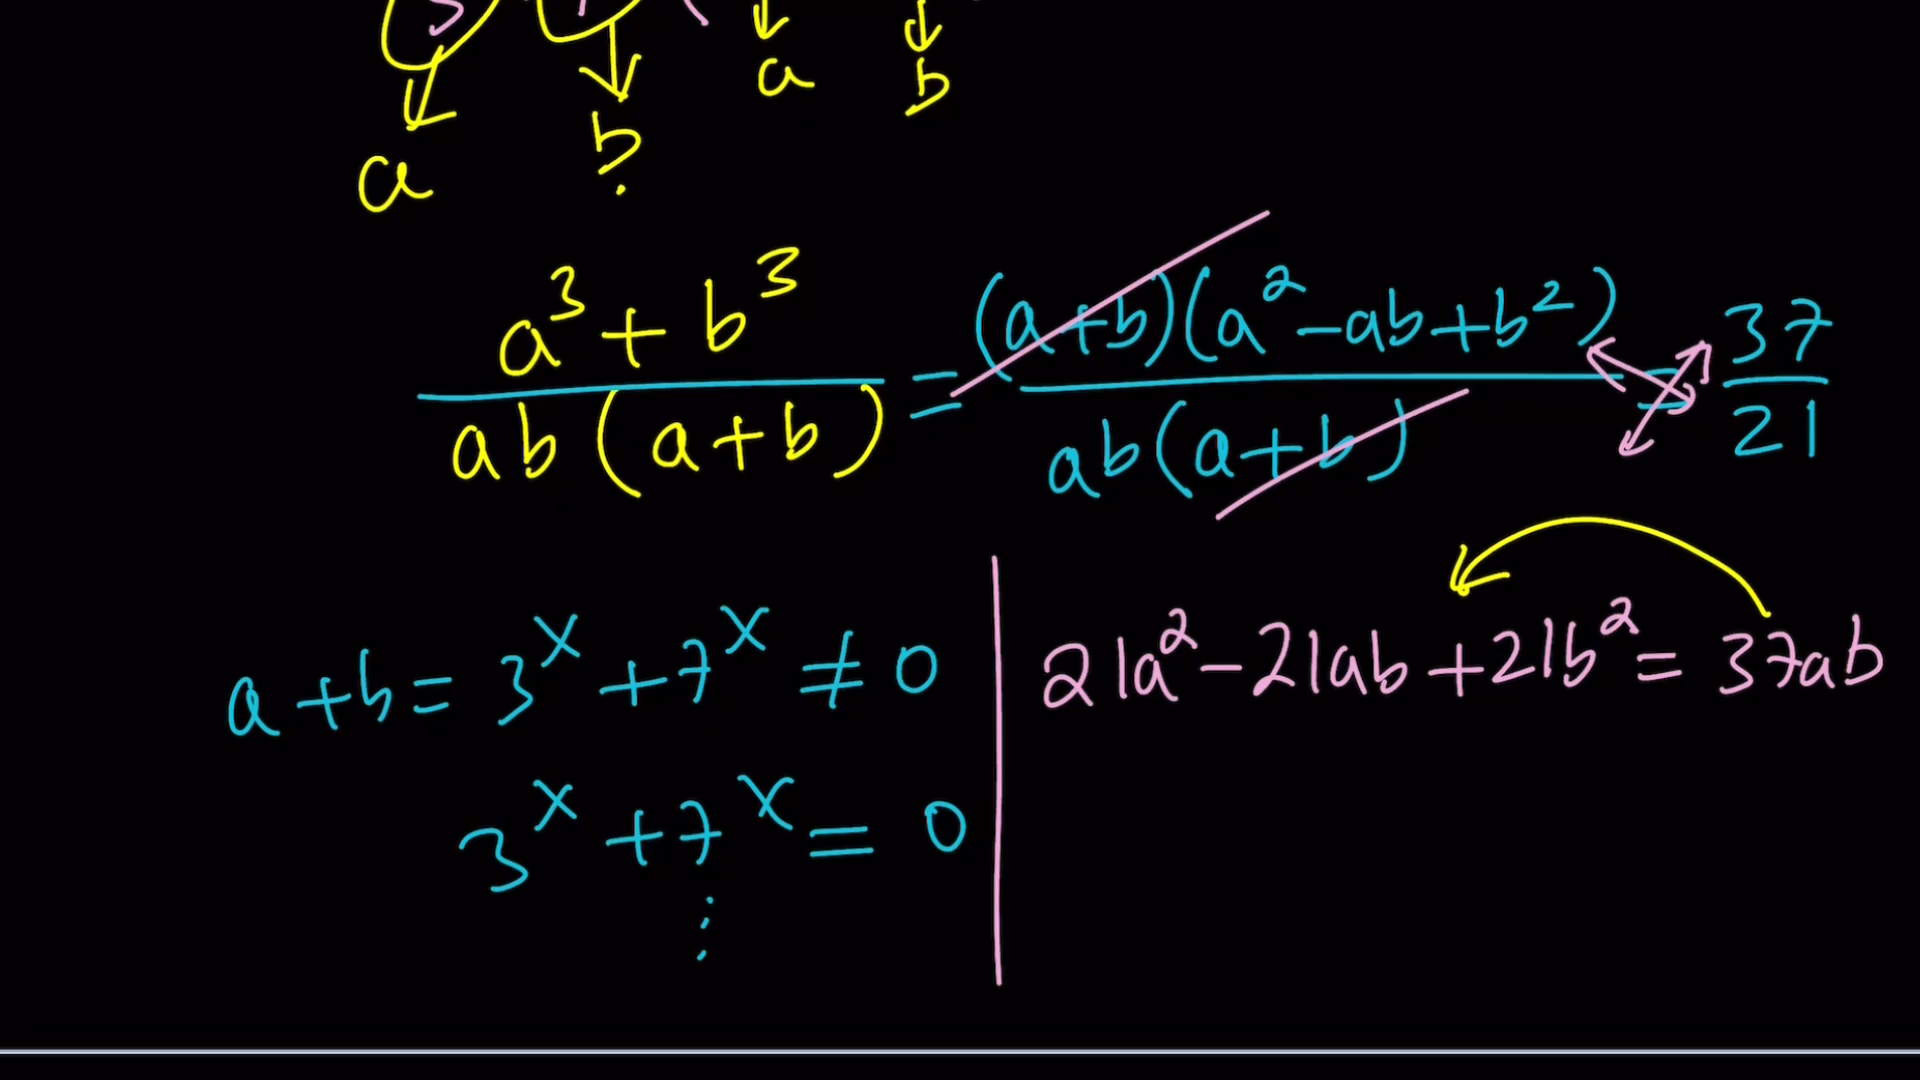 a b
a b
a³ + b³ / ab(a+b) = (a+b)(a²-ab+b²) / ab(a+b) = 37/21
a+b = 3ˣ + 7ˣ ≠ 0
21a² - 21ab + 21b² = 37ab
3ˣ + 7ˣ = 0
⋮